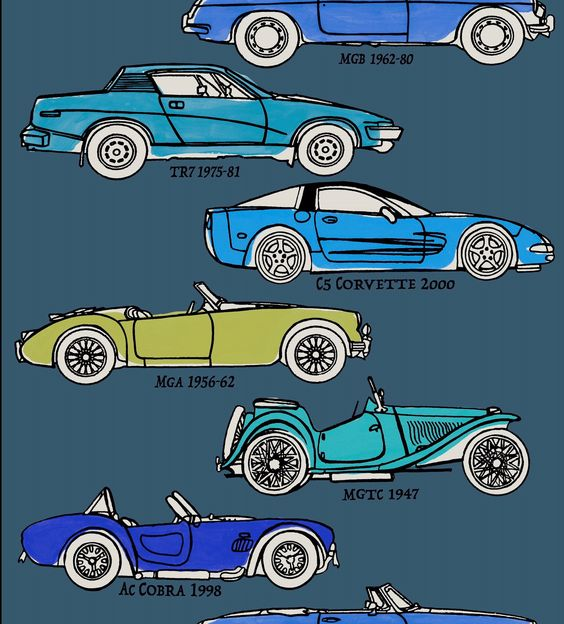 MGB 1962-80
TR7 1975-81
C5 Corvette 2000
MGA 1956-62
MGTC 1947
AC Cobra 1998